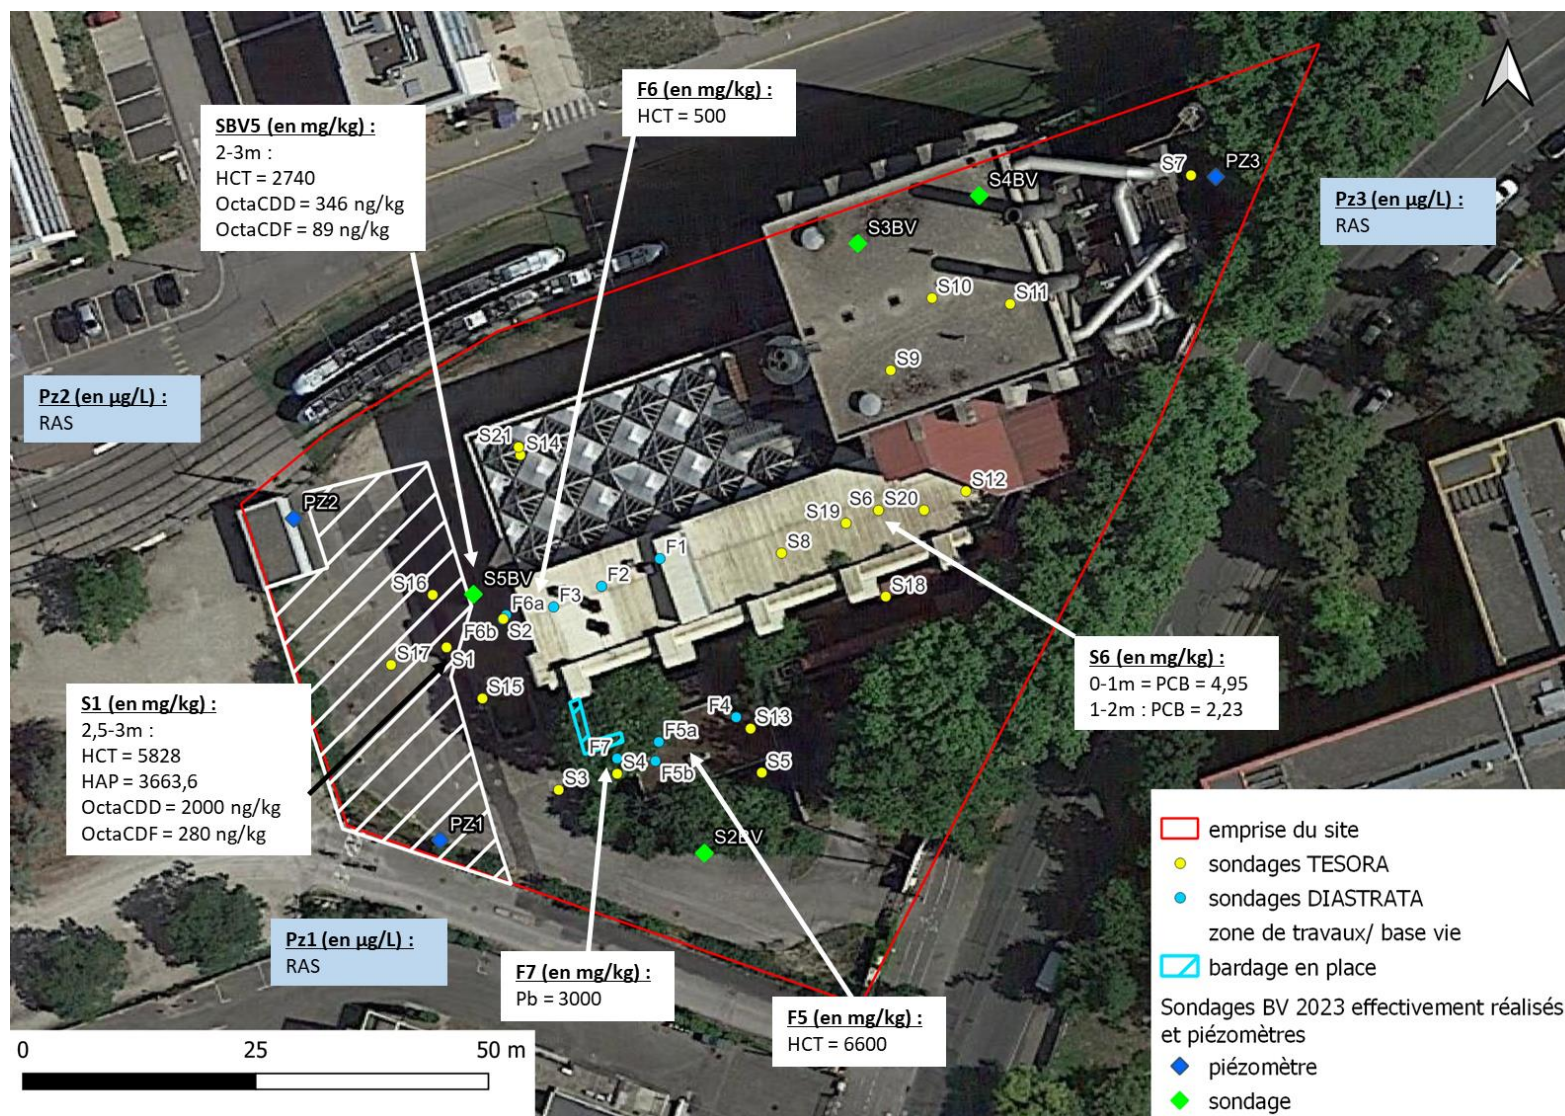 SBV5 (en mg/kg) :
2-3m :
HCT = 2740
OctaCDD = 346 ng/kg
OctaCDF = 89 ng/kg
F6 (en mg/kg) :
HCT = 500
S7
PZ3
Pz3 (en µg/L) :
RAS
S4BV
S3BV
S10
S11
S9
Pz2 (en µg/L) :
RAS
S21
S14
PZ2
S12
S6
S20
S19
S8
F1
F2
F3
S5BV
F6a
F6b
S2
S16
S18
S17
S1
S15
S6 (en mg/kg) :
0-1m = PCB = 4,95
1-2m : PCB = 2,23
S1 (en mg/kg) :
2,5-3m :
HCT = 5828
HAP = 3663,6
OctaCDD = 2000 ng/kg
OctaCDF = 280 ng/kg
F4
S13
F5a
F7
S4
F5b
S5
S3
PZ1
S2BV
Pz1 (en µg/L) :
RAS
F7 (en mg/kg) :
Pb = 3000
F5 (en mg/kg) :
HCT = 6600
emprise du site
sondages TESORA
sondages DIASTRATA
zone de travaux/ base vie
bardage en place
Sondages BV 2023 effectivement réalisés
et piézomètres
piézomètre
sondage
0 25 50 m